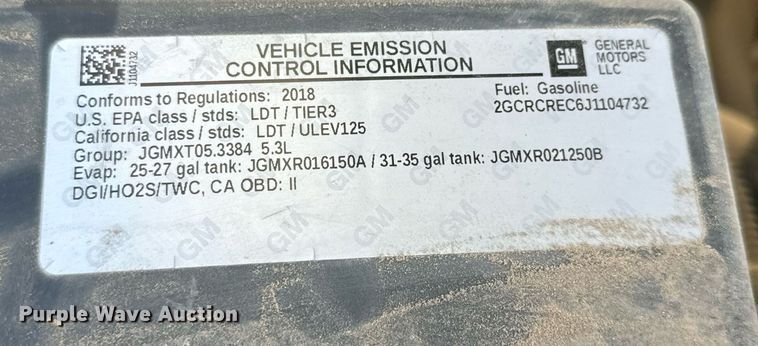 VEHICLE EMISSION
CONTROL INFORMATION
GM
GENERAL
MOTORS
LLC
J1104732
Conforms to Regulations: 2018
U.S. EPA class / stds: LDT / TIER3
California class / stds: LDT / ULEV125
Group: JGMXT05.3384 5.3L
Evap: 25-27 gal tank: JGMXR016150A / 31-35 gal tank: JGMXR021250B
DGI/HO2S/TWC, CA OBD: II
Fuel: Gasoline
2GCRCREC6J1104732
Purple Wave Auction